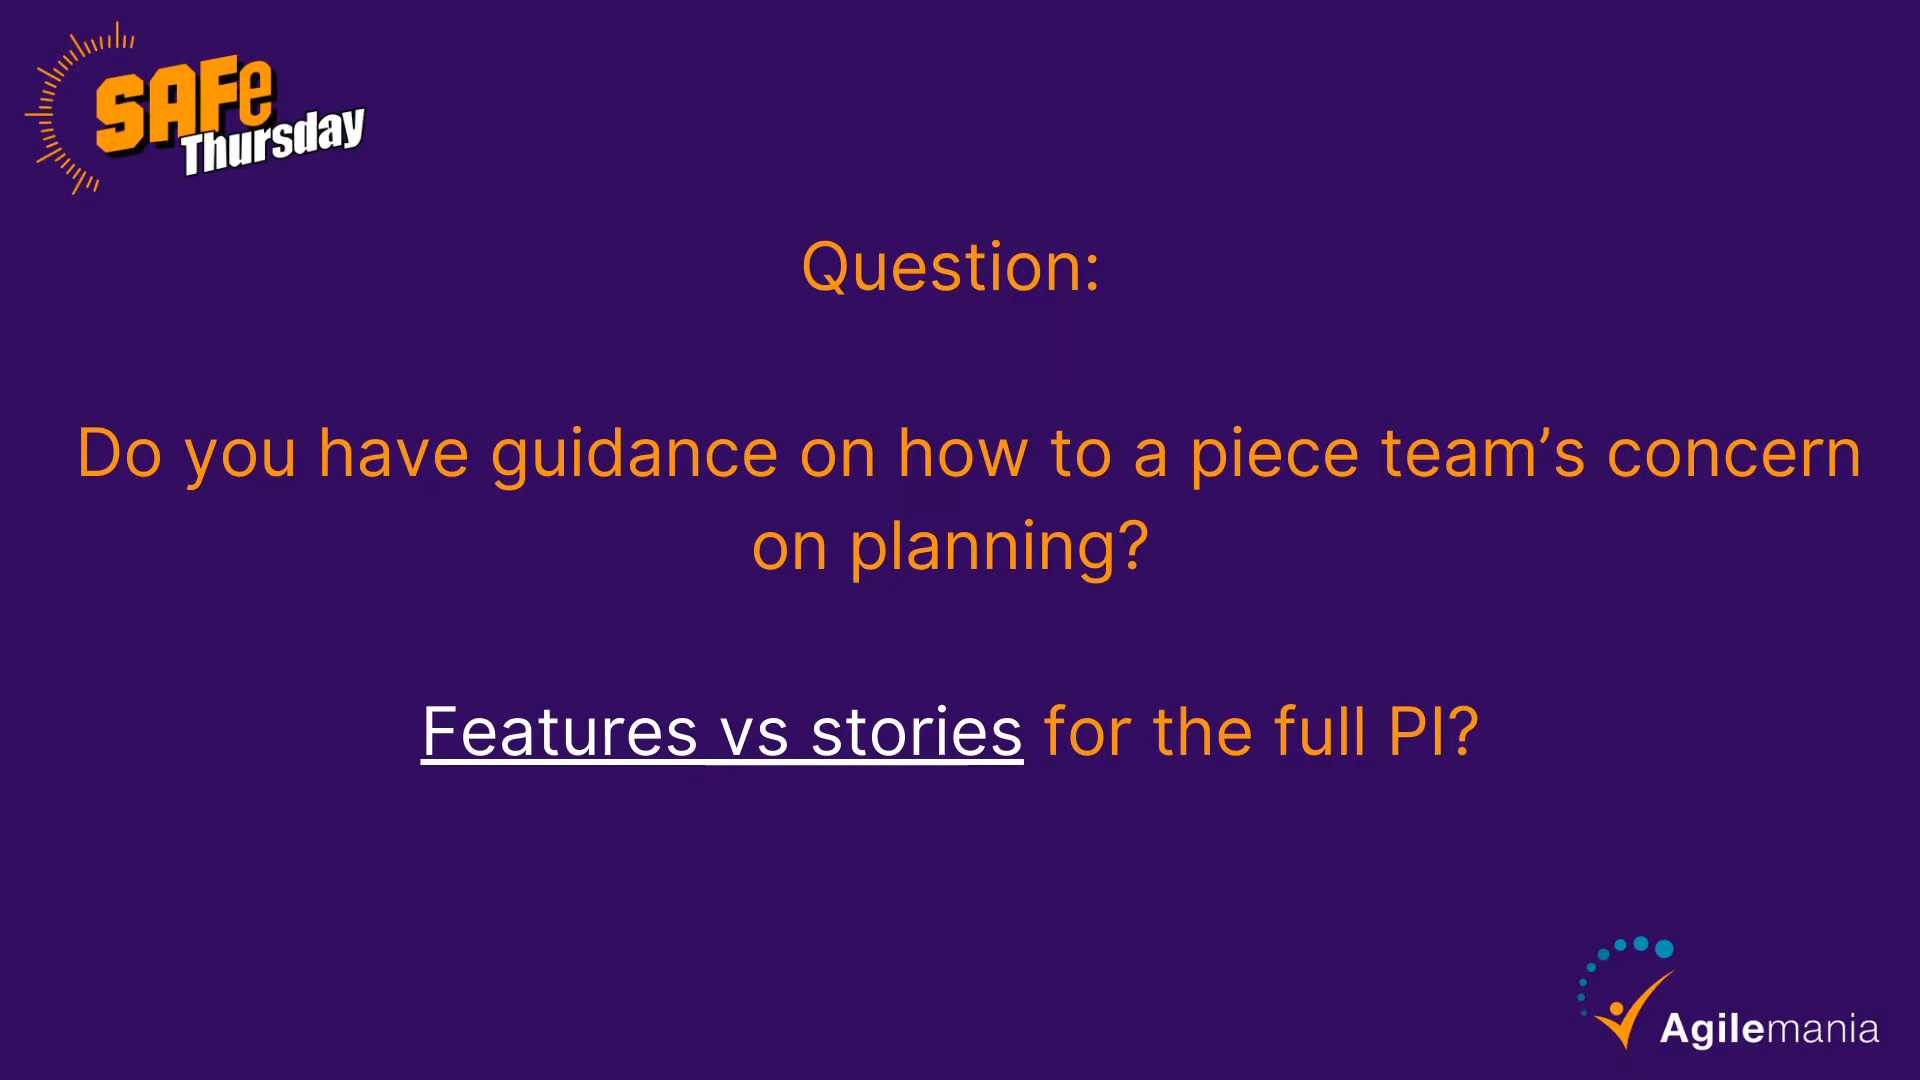 SAFe
Thursday
Question:
Do you have guidance on how to a piece team’s concern
on planning?
Features vs stories for the full PI?
Agilemania